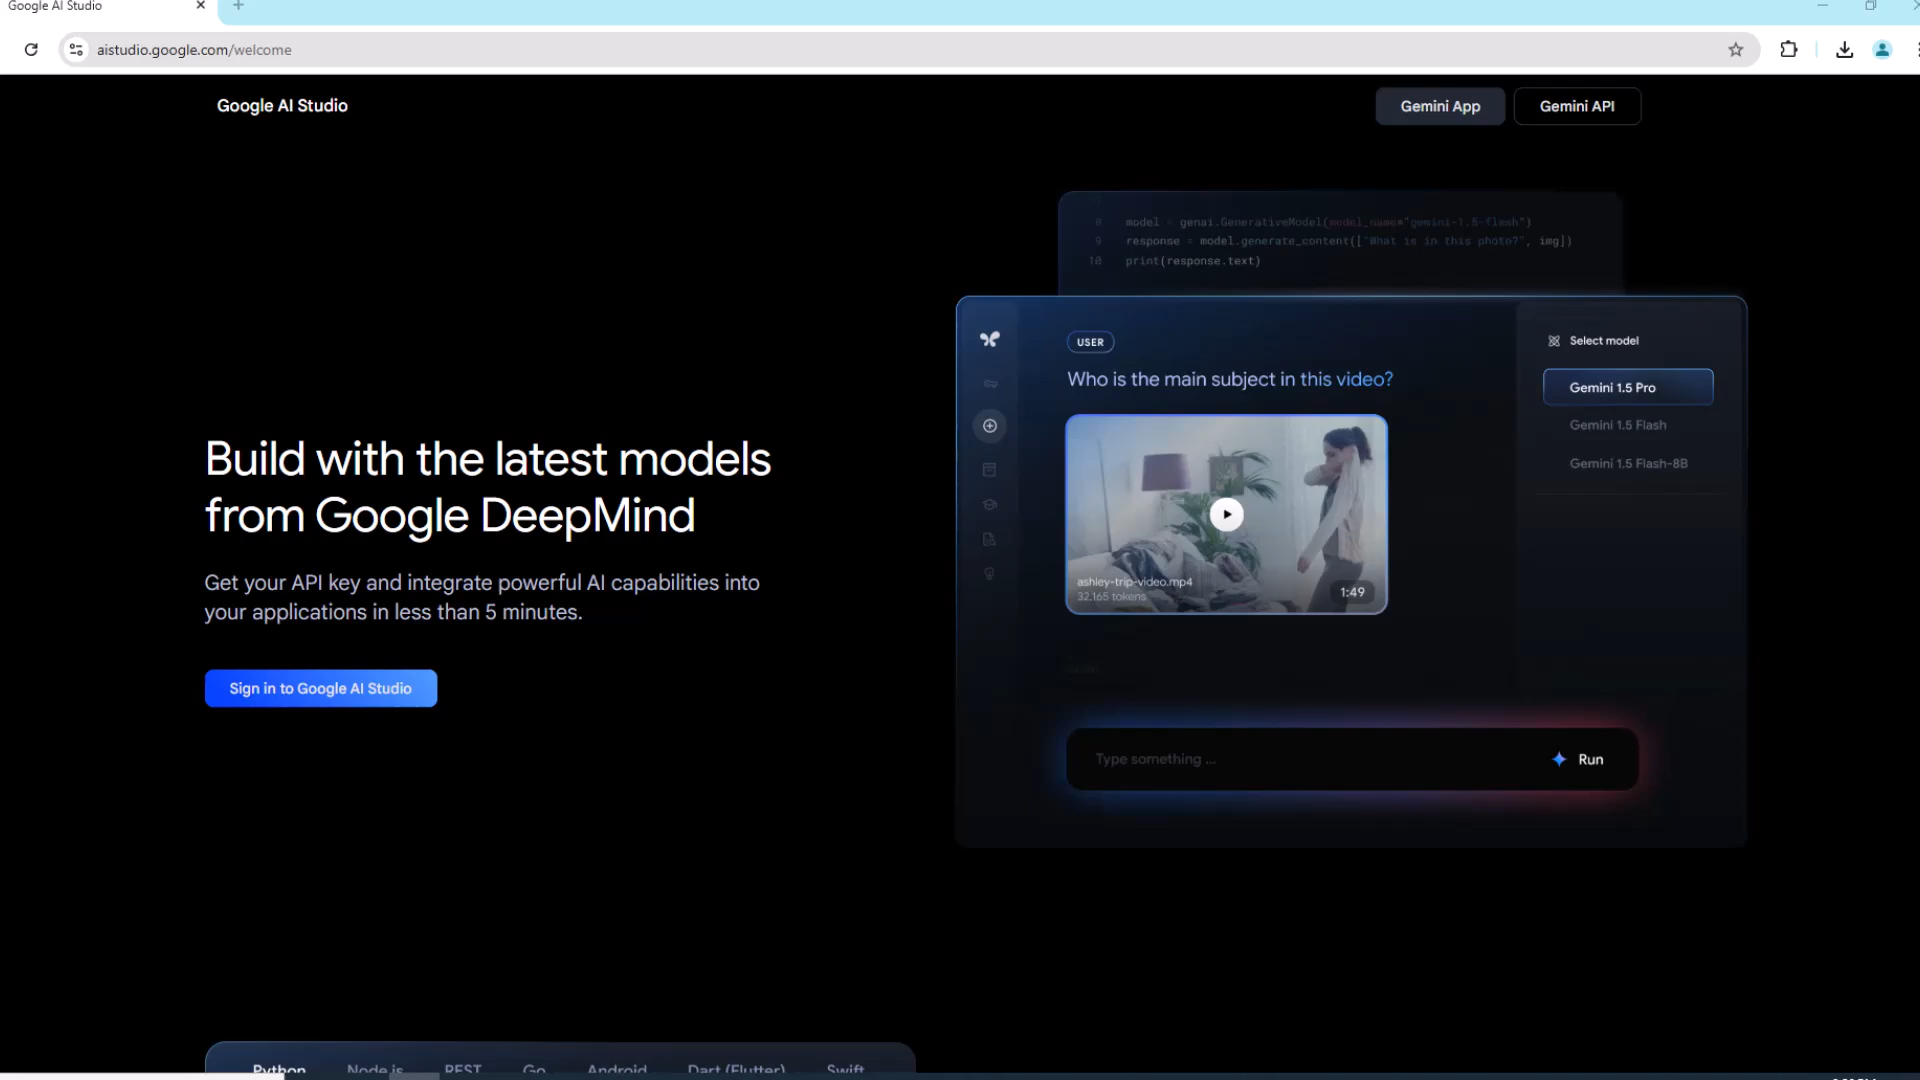 Google AI Studio
aistudio.google.com/welcome
Google AI Studio
Gemini App
Gemini API
8 model = genai.GenerativeModel(model_name="gemini-1.5-flash")
9 response = model.generate_content(["What is in this photo?", img])
10 print(response.text)
USER
Who is the main subject in this video?
ashley-trip-video.mp4
32,165 tokens
1:49
Select model
Gemini 1.5 Pro
Gemini 1.5 Flash
Gemini 1.5 Flash-8B
Build with the latest models
from Google DeepMind
Get your API key and integrate powerful AI capabilities into
your applications in less than 5 minutes.
Sign in to Google AI Studio
Type something ...
Run
Python Node.js REST Go Android Dart (Flutter) Swift